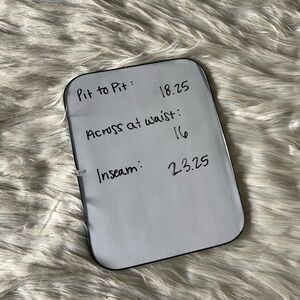 Pit to Pit: 18.25
Across at waist:
16
Inseam: 23.25